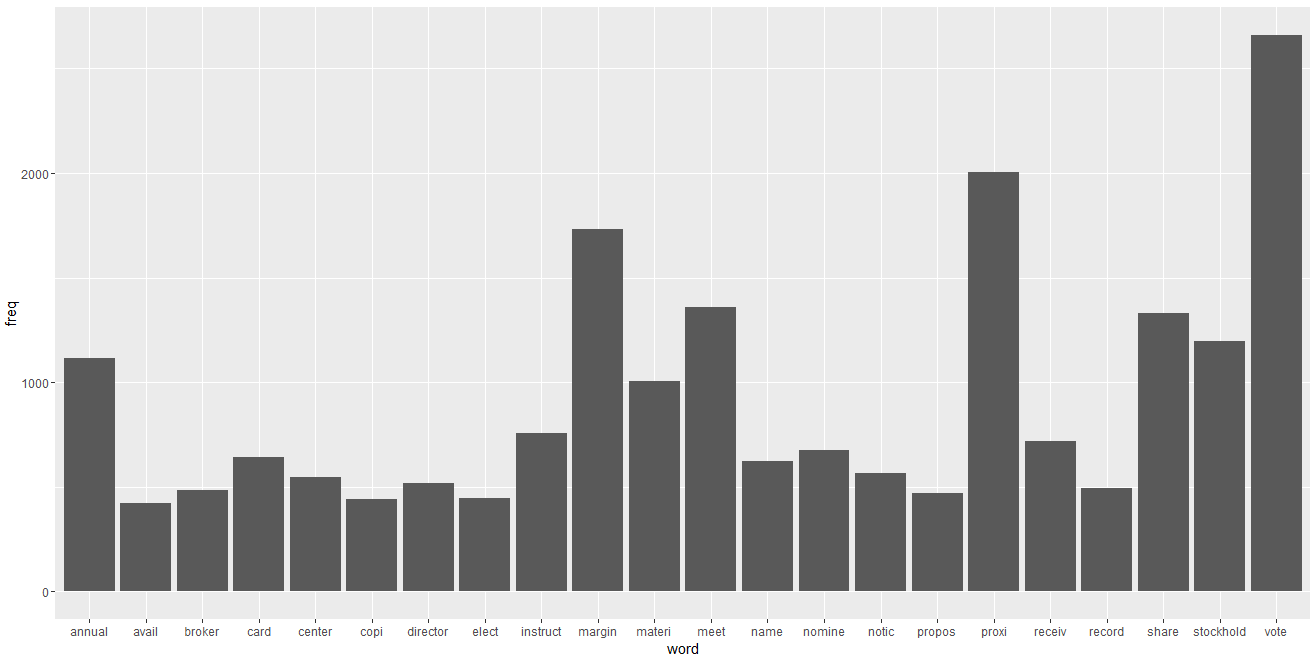 freq
2000
1000
0
annual avail broker card center copi director elect instruct margin materi meet name nomine notic propos proxi receiv record share stockhold vote
word